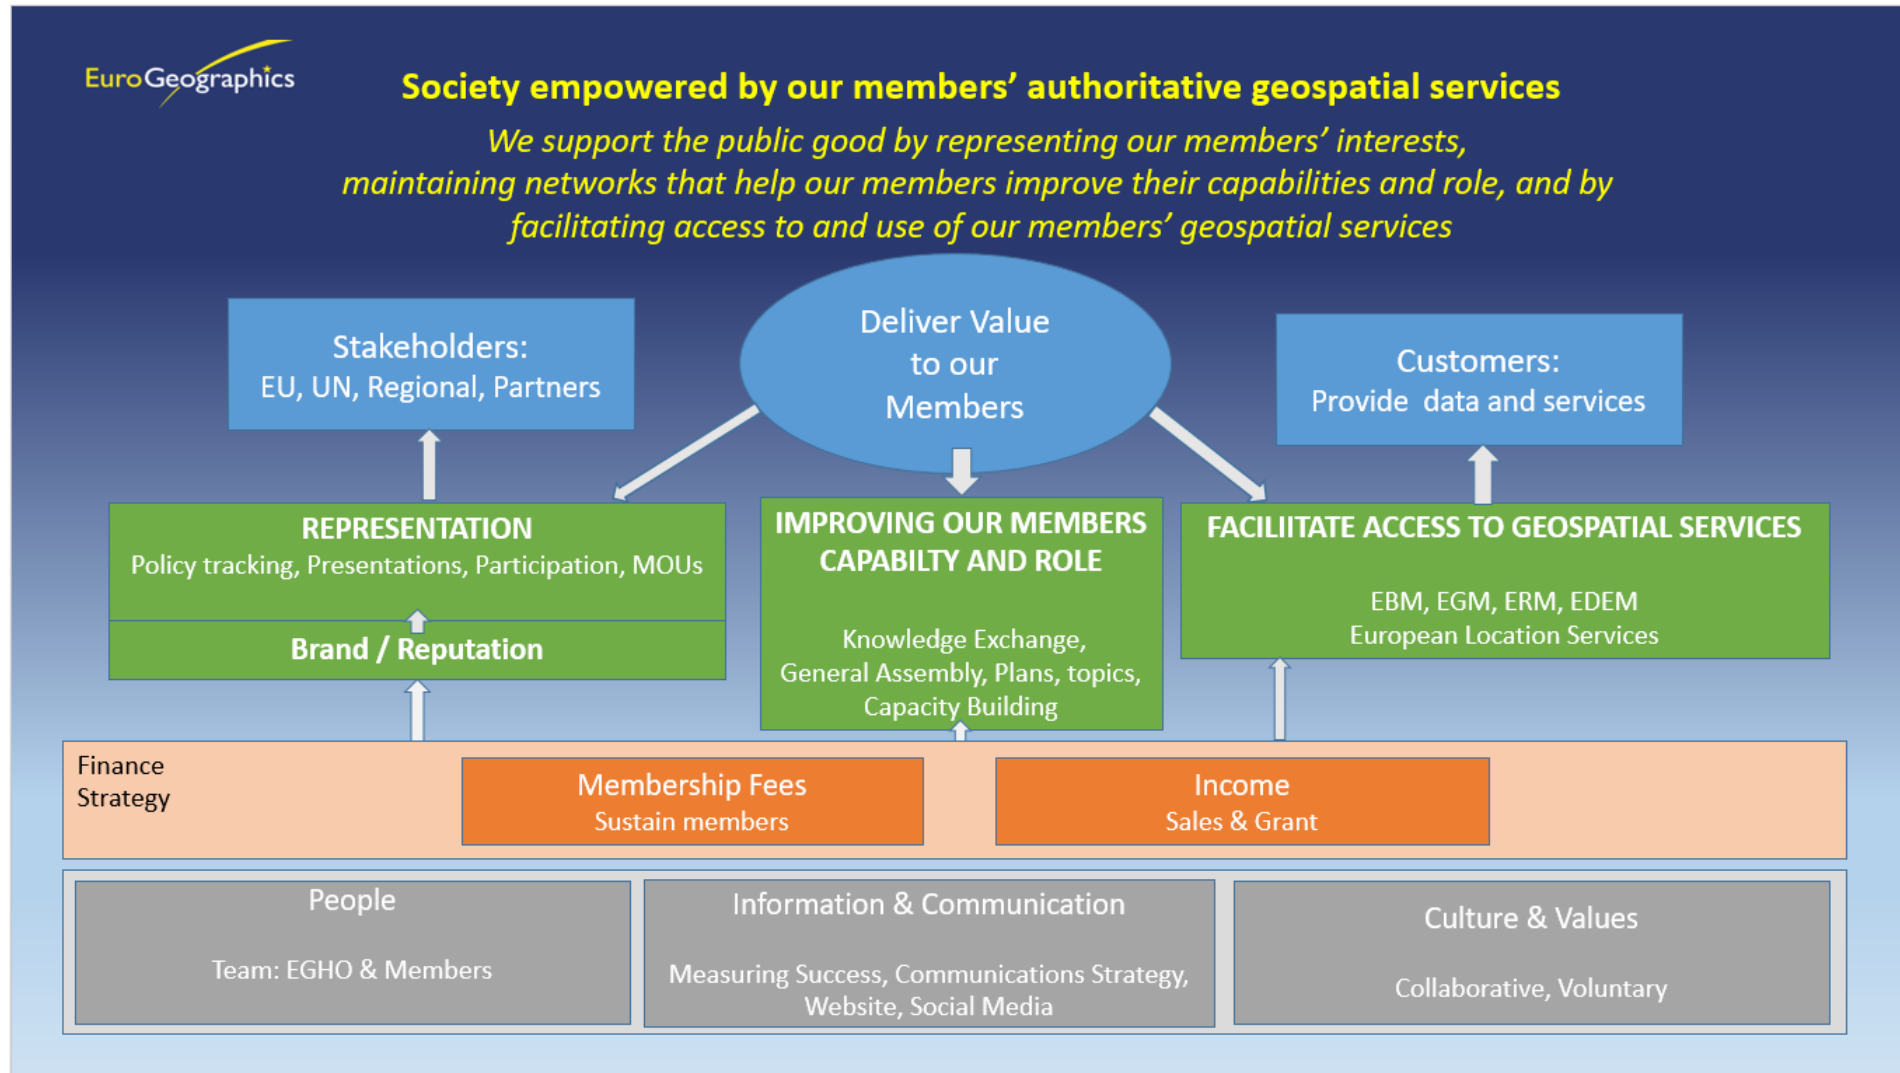 EuroGeographics
Society empowered by our members’ authoritative geospatial services
We support the public good by representing our members’ interests,
maintaining networks that help our members improve their capabilities and role, and by
facilitating access to and use of our members’ geospatial services
Stakeholders:
EU, UN, Regional, Partners
Deliver Value
to our
Members
Customers:
Provide data and services
REPRESENTATION
Policy tracking, Presentations, Participation, MOUs
Brand / Reputation
IMPROVING OUR MEMBERS
CAPABILTY AND ROLE
Knowledge Exchange,
General Assembly, Plans, topics,
Capacity Building
FACILIITATE ACCESS TO GEOSPATIAL SERVICES
EBM, EGM, ERM, EDEM
European Location Services
Finance
Strategy
Membership Fees
Sustain members
Income
Sales & Grant
People
Team: EGHO & Members
Information & Communication
Measuring Success, Communications Strategy,
Website, Social Media
Culture & Values
Collaborative, Voluntary